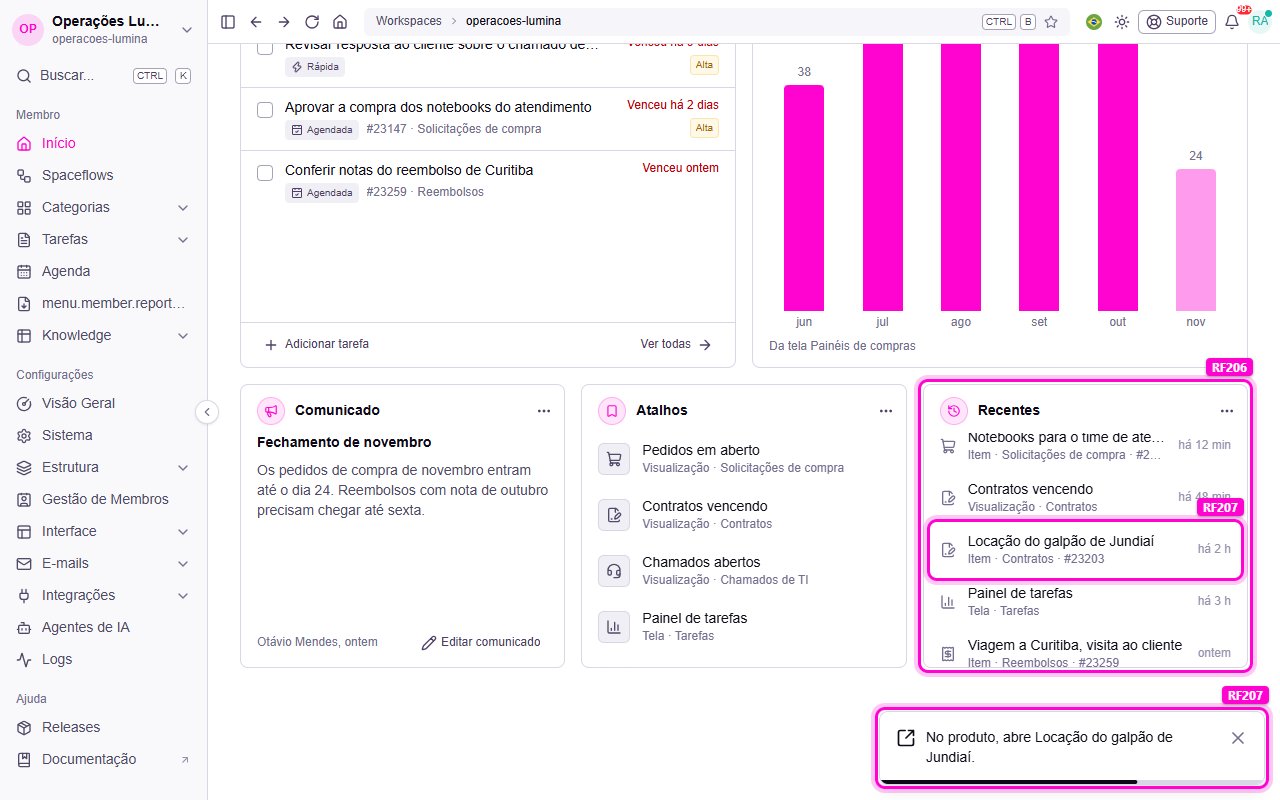 OP
Operações Lu...
operacoes-lumina
Workspaces
operacoes-lumina
CTRL
B
Suporte
99+
RA
Buscar...
CTRL
K
Membro
Início
Spaceflows
Categorias
Tarefas
Agenda
menu.member.report...
Knowledge
Configurações
Visão Geral
Sistema
Estrutura
Gestão de Membros
Interface
E-mails
Integrações
Agentes de IA
Logs
Ajuda
Releases
Documentação
Revisar resposta ao cliente sobre o chamado de...
Rápida
Alta
Aprovar a compra dos notebooks do atendimento
Venceu há 2 dias
Agendada
#23147 · Solicitações de compra
Alta
Conferir notas do reembolso de Curitiba
Venceu ontem
Agendada
#23259 · Reembolsos
Adicionar tarefa
Ver todas
38
24
jun
jul
ago
set
out
nov
Da tela Painéis de compras
Comunicado
Fechamento de novembro
Os pedidos de compra de novembro entram
até o dia 24. Reembolsos com nota de outubro
precisam chegar até sexta.
Otávio Mendes, ontem
Editar comunicado
Atalhos
Pedidos em aberto
Visualização · Solicitações de compra
Contratos vencendo
Visualização · Contratos
Chamados abertos
Visualização · Chamados de TI
Painel de tarefas
Tela · Tarefas
RF206
Recentes
Notebooks para o time de ate...
há 12 min
Item · Solicitações de compra · #2...
Contratos vencendo
há 48 min
Visualização · Contratos
RF207
Locação do galpão de Jundiaí
há 2 h
Item · Contratos · #23203
Painel de tarefas
há 3 h
Tela · Tarefas
Viagem a Curitiba, visita ao cliente
ontem
Item · Reembolsos · #23259
RF207
No produto, abre Locação do galpão de
Jundiaí.